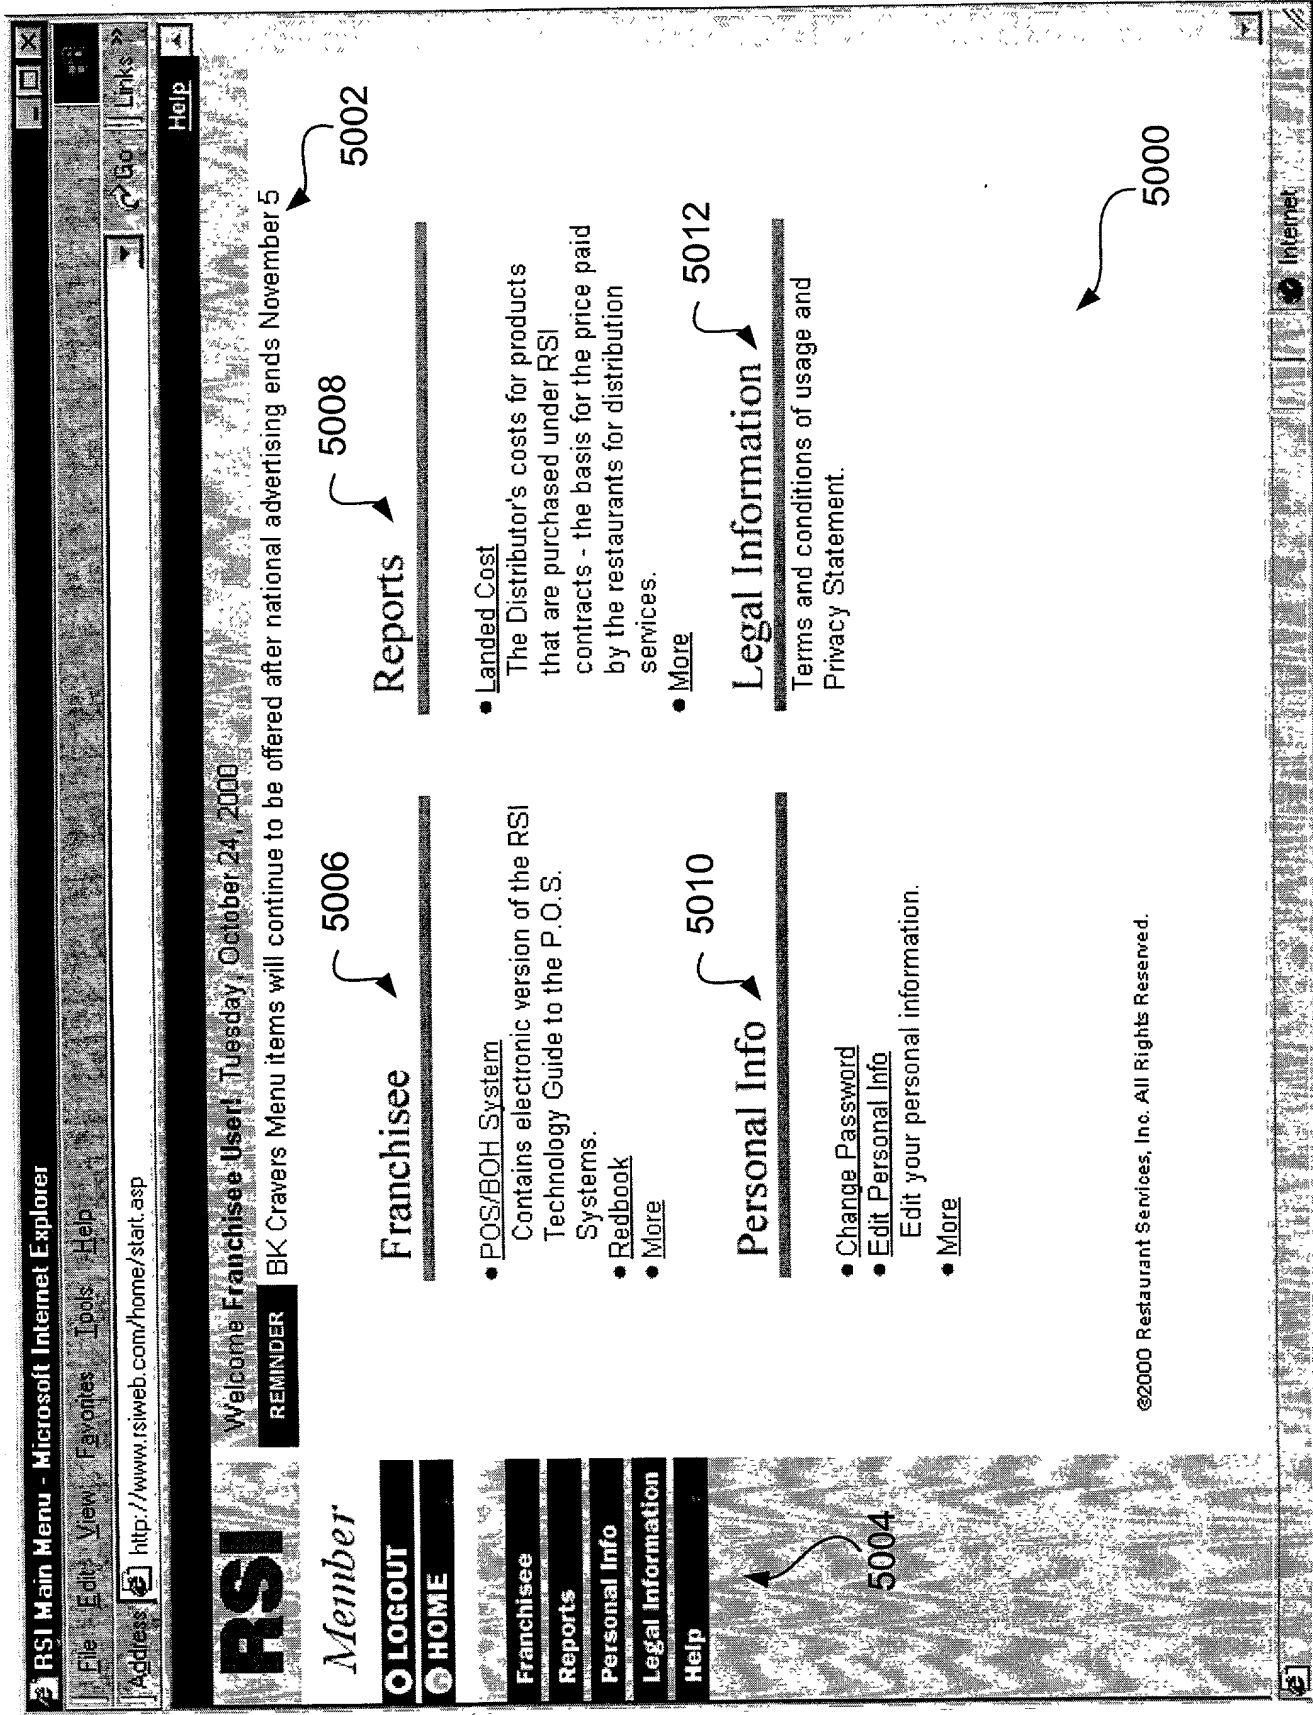 RSI Main Menu - Microsoft Internet Explorer
File Edit View Favorites Tools Help
Address http://www.rsiweb.com/home/start.asp Go Links »
Help
RSI
Welcome Franchisee User! Tuesday, October 24, 2000
REMINDER BK Cravers Menu items will continue to be offered after national advertising ends November 5
5002
Member
LOGOUT
HOME
Franchisee
Reports
Personal Info
Legal Information
Help
5004
Franchisee
5006
• POS/BOH System
Contains electronic version of the RSI
Technology Guide to the P.O.S.
Systems.
• Redbook
• More
Reports
5008
• Landed Cost
The Distributor's costs for products
that are purchased under RSI
contracts - the basis for the price paid
by the restaurants for distribution
services.
• More
Personal Info
5010
• Change Password
• Edit Personal Info
Edit your personal information.
• More
Legal Information
5012
Terms and conditions of usage and
Privacy Statement.
©2000 Restaurant Services, Inc. All Rights Reserved.
5000
Internet